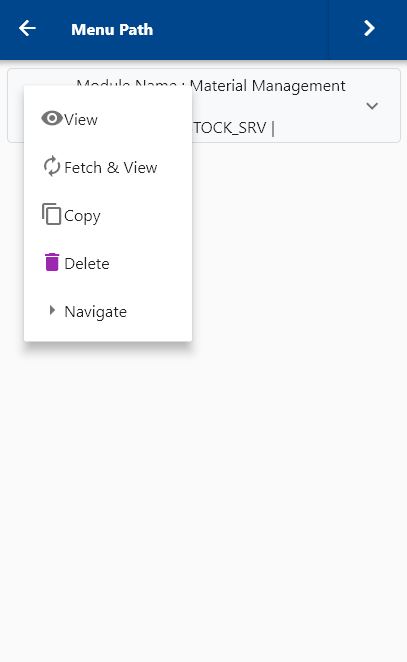 Menu Path
Module Name : Material Management
TOCK_SRV |
View
Fetch & View
Copy
Delete
Navigate